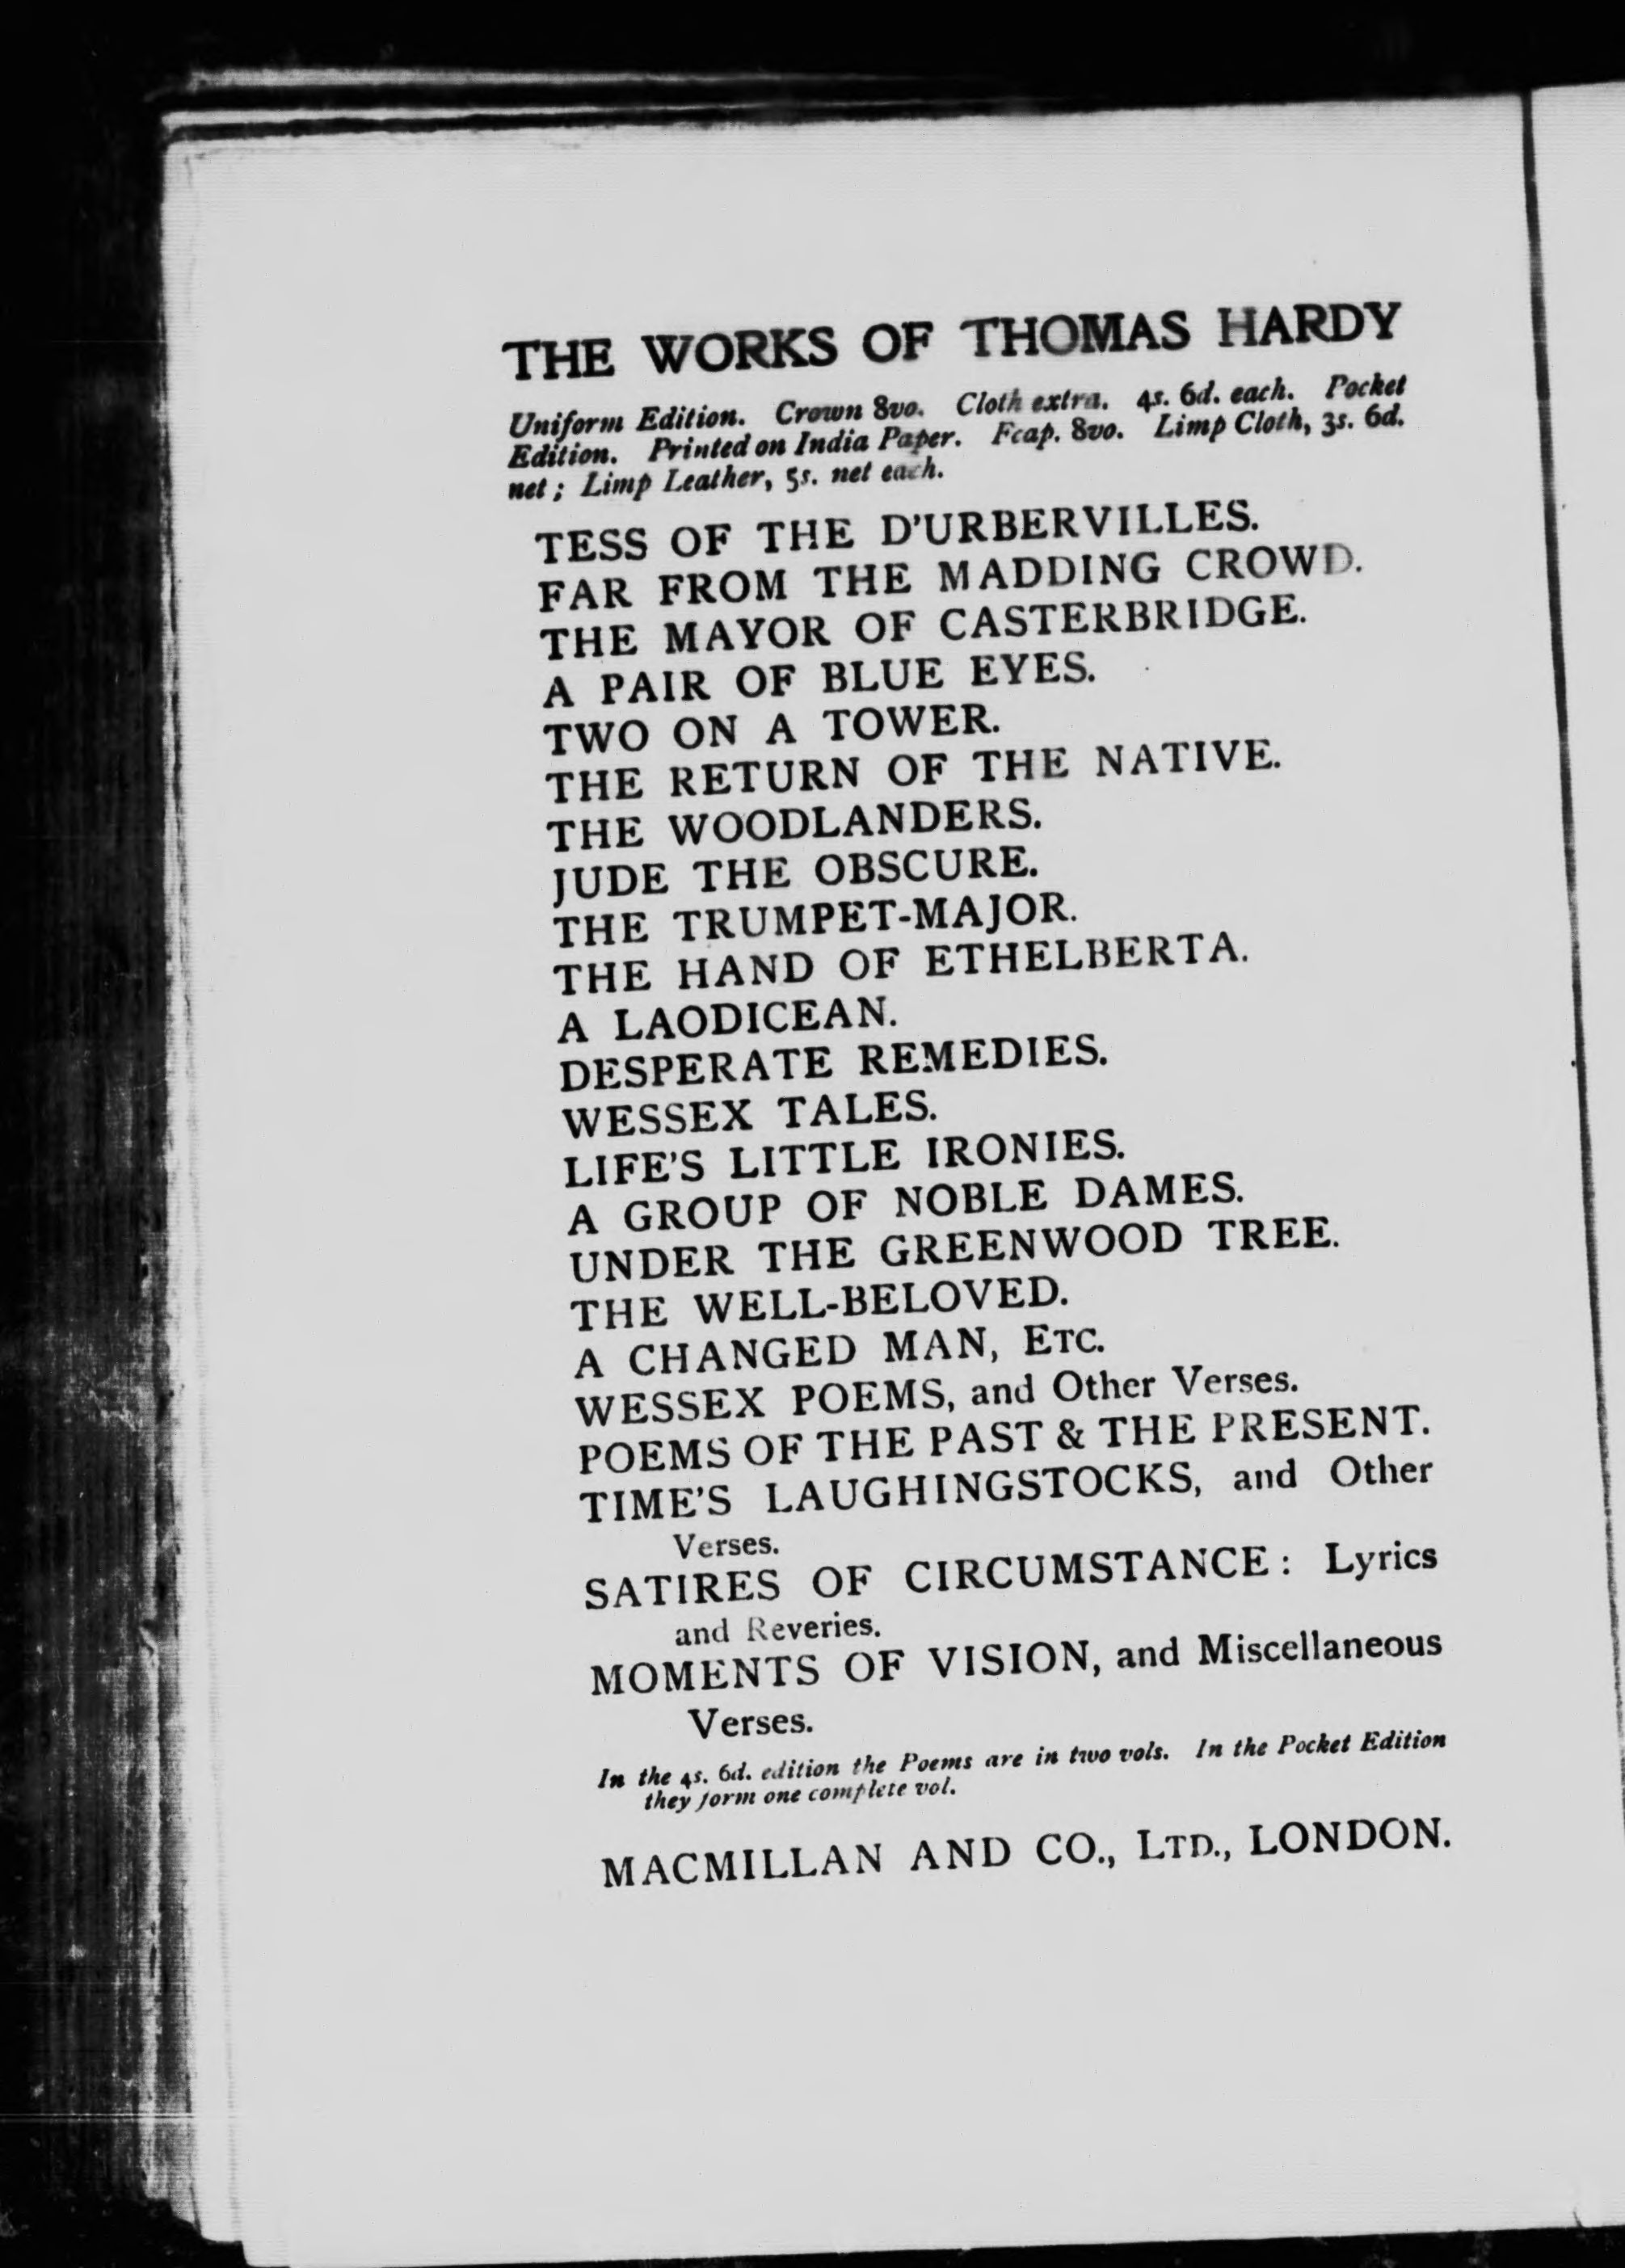 THE WORKS OF THOMAS HARDY
Uniform Edition. Crown 8vo. Cloth extra. 4s. 6d. each. Pocket
Edition. Printed on India Paper. Fcap. 8vo. Limp Cloth, 3s. 6d.
net; Limp Leather, 5s. net each.
TESS OF THE D'URBERVILLES.
FAR FROM THE MADDING CROWD.
THE MAYOR OF CASTERBRIDGE.
A PAIR OF BLUE EYES.
TWO ON A TOWER.
THE RETURN OF THE NATIVE.
THE WOODLANDERS.
JUDE THE OBSCURE.
THE TRUMPET-MAJOR.
THE HAND OF ETHELBERTA.
A LAODICEAN.
DESPERATE REMEDIES.
WESSEX TALES.
LIFE'S LITTLE IRONIES.
A GROUP OF NOBLE DAMES.
UNDER THE GREENWOOD TREE.
THE WELL-BELOVED.
A CHANGED MAN, ETC.
WESSEX POEMS, and Other Verses.
POEMS OF THE PAST & THE PRESENT.
TIME'S LAUGHINGSTOCKS, and Other
Verses.
SATIRES OF CIRCUMSTANCE: Lyrics
and Reveries.
MOMENTS OF VISION, and Miscellaneous
Verses.
In the 4s. 6d. edition the Poems are in two vols. In the Pocket Edition
they form one complete vol.
MACMILLAN AND CO., LTD., LONDON.